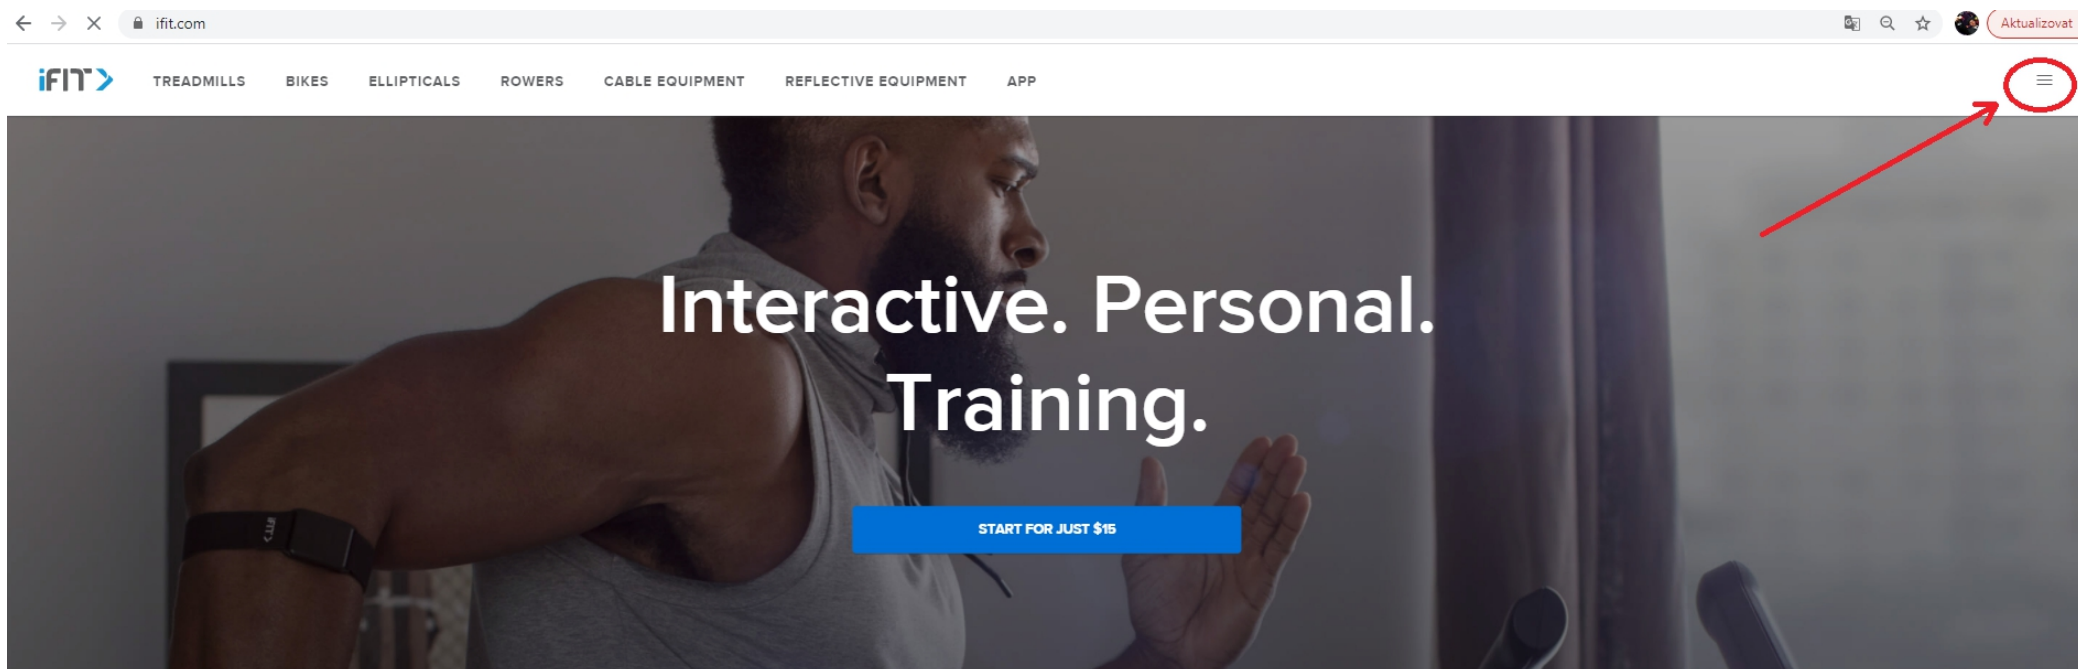 ifit.com
Aktualizovat
iFIT
TREADMILLS BIKES ELLIPTICALS ROWERS CABLE EQUIPMENT REFLECTIVE EQUIPMENT APP
Interactive. Personal.
Training.
START FOR JUST $15
iFIT